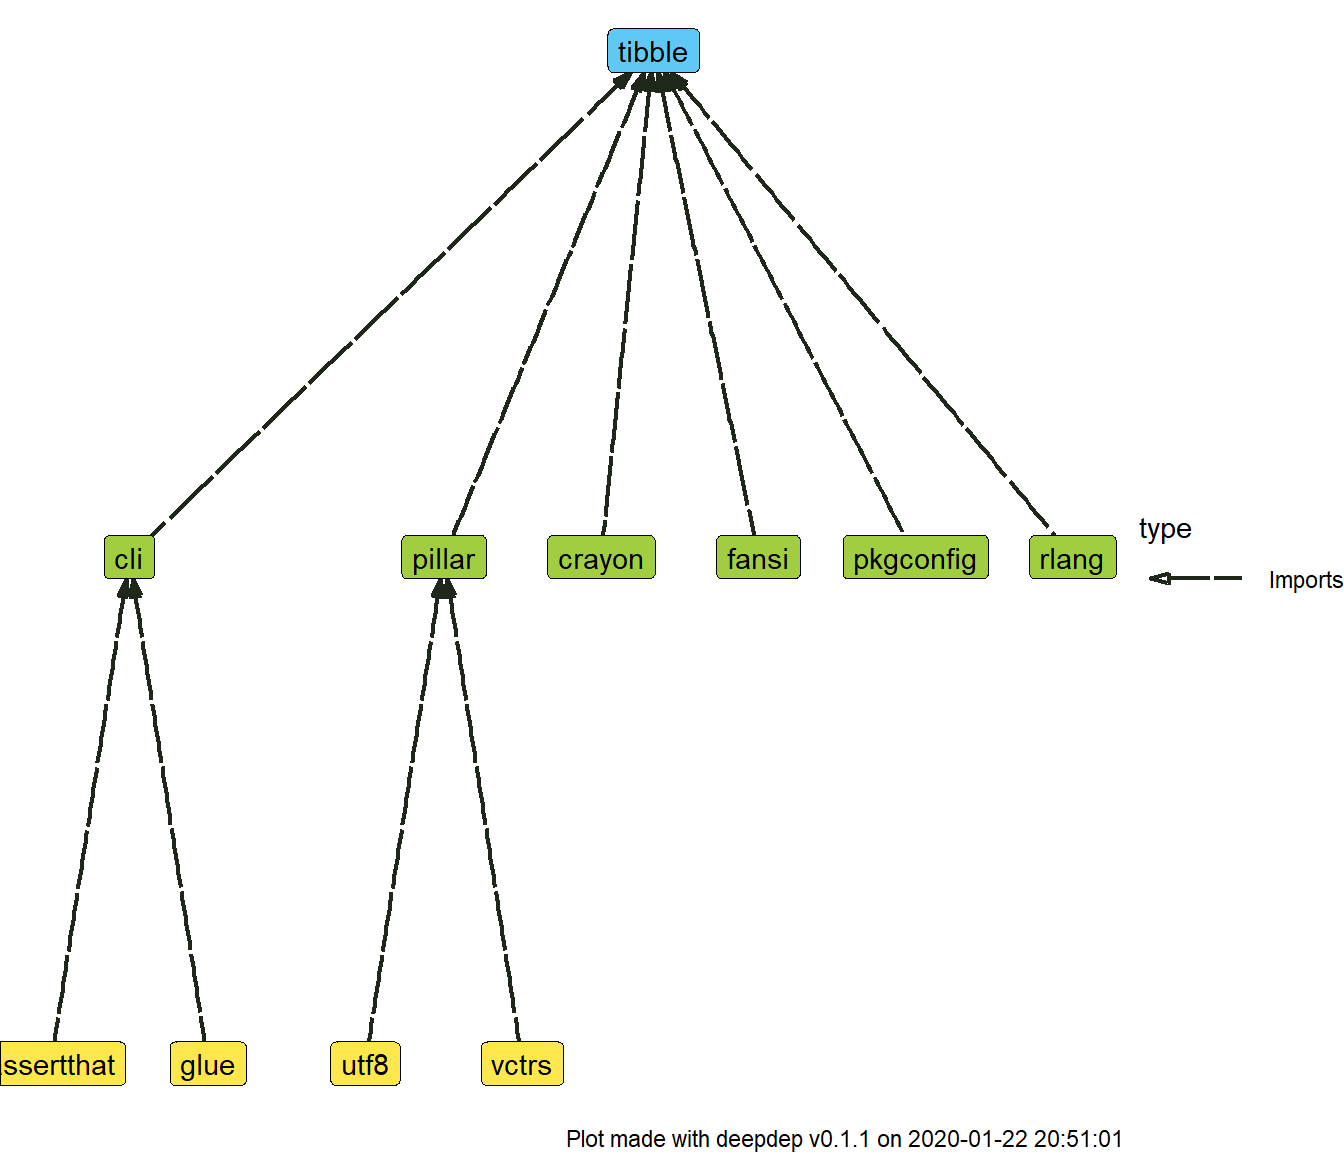 tibble
cli
pillar
crayon
fansi
pkgconfig
rlang
type
Imports
ssertthat
glue
utf8
vctrs
Plot made with deepdep v0.1.1 on 2020-01-22 20:51:01